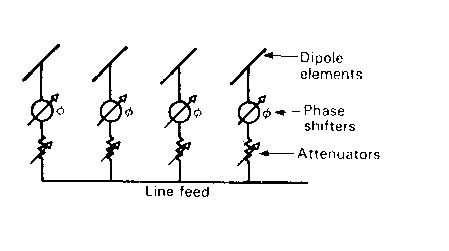 Dipole
elements
ϕ ϕ ϕ ϕ
Phase
shifters
Attenuators
Line feed